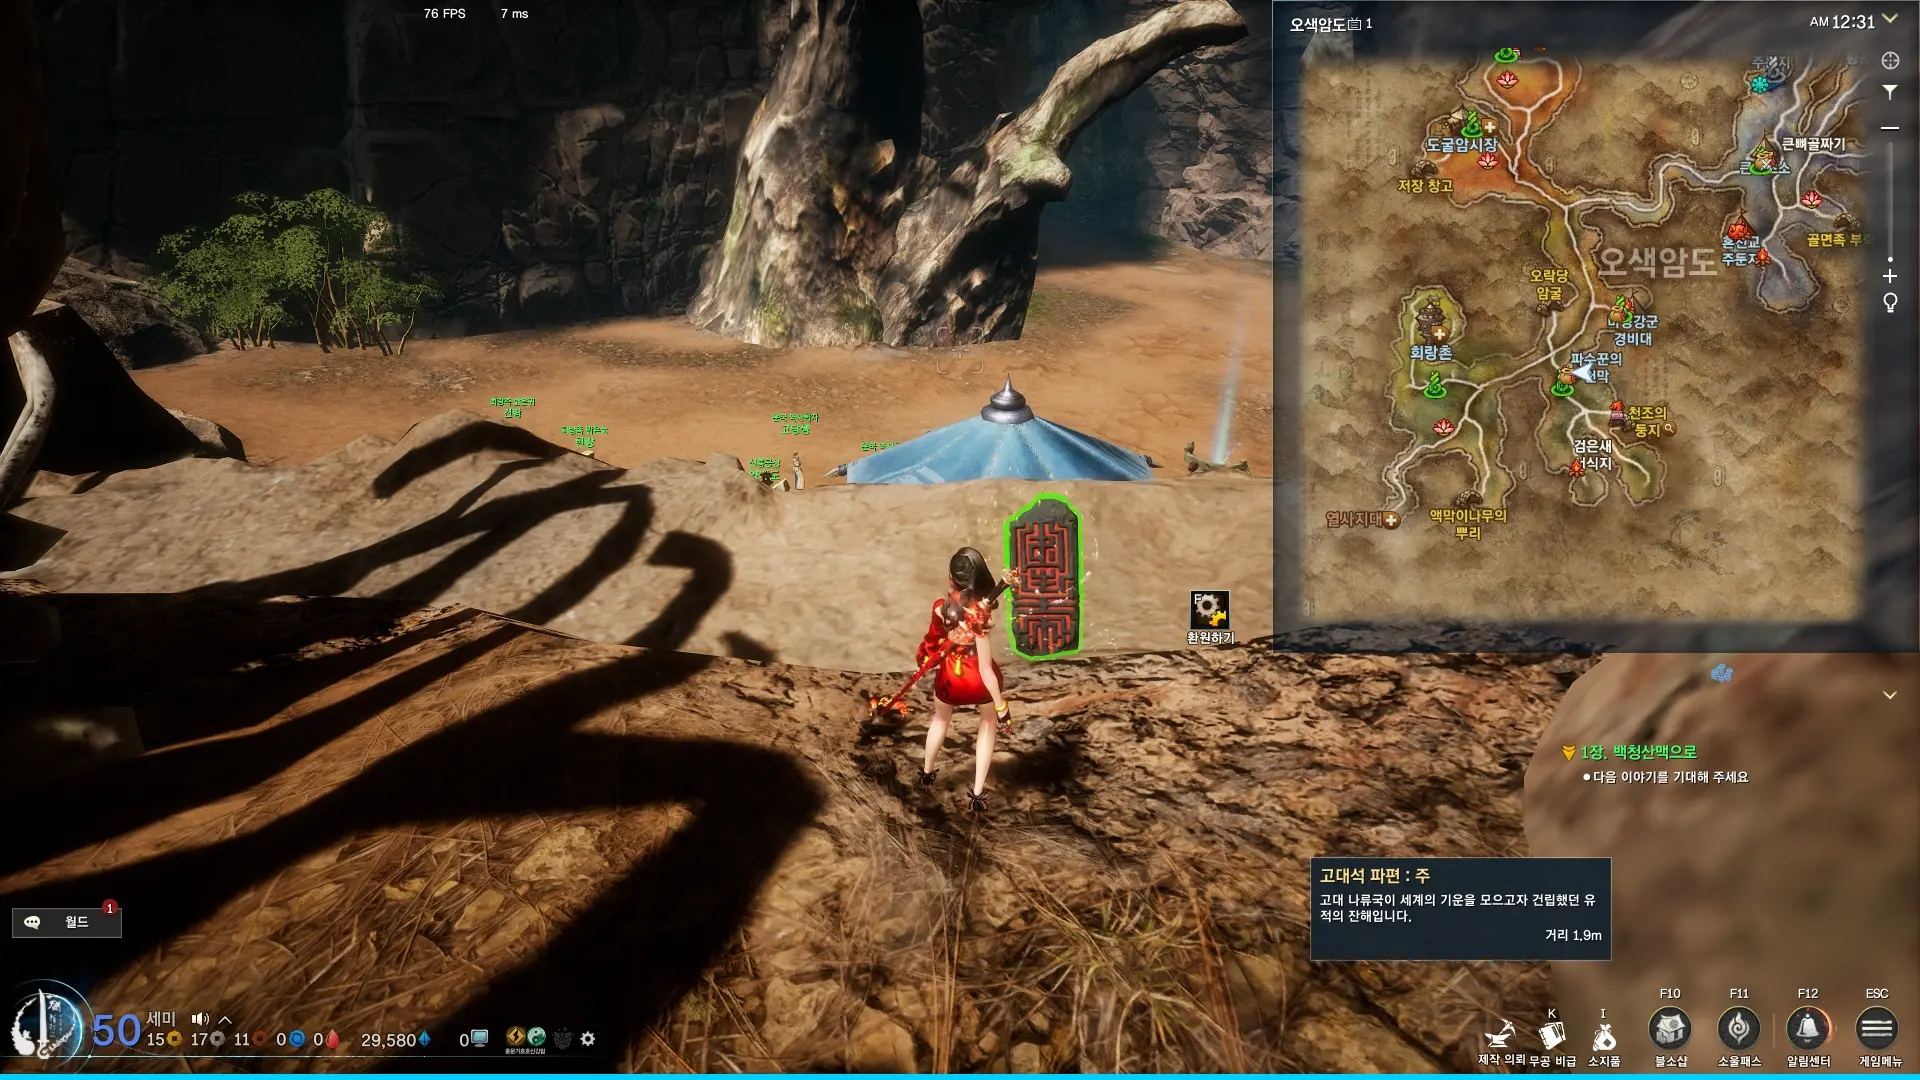 76 FPS 7 ms
오색암도 1
AM 12:31
도굴암시장
저장 창고
큰뼈골짜기
골면족
주둔지
오색암도
오락당
암굴
경비대
회랑촌
파수꾼의
천조의
둥지
검은새
열사지대
액막이나무의
뿌리
F
환원하기
1장. 백청산맥으로
다음 이야기를 기대해 주세요
고대석 파편 : 주
고대 나류국이 세계의 기운을 모으고자 건립했던 유
적의 잔해입니다.
거리 1.9m
월드 1
50 세미
15 17 11 0 0 29,580 0
K I F10 F11 F12 ESC
제작 의뢰 무공 비급 소지품 블소샵 소울패스 알림센터 게임메뉴